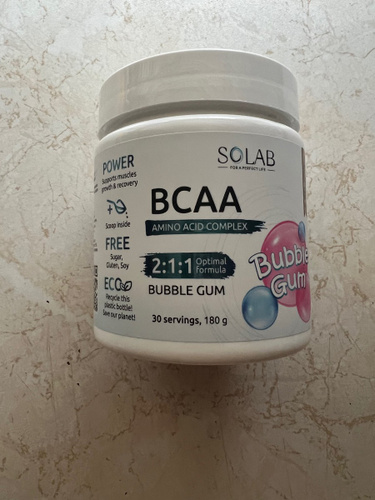 SOLAB
FOR A PERFECT LIFE
POWER
Supports muscles
growth & recovery
Scoop inside
FREE
Sugar,
Gluten, Soy
ECO
Recycle this
plastic bottle!
Save our planet!
BCAA
AMINO ACID COMPLEX
2:1:1 Optimal
formula
BUBBLE GUM
30 servings, 180 g
Bubble
Gum